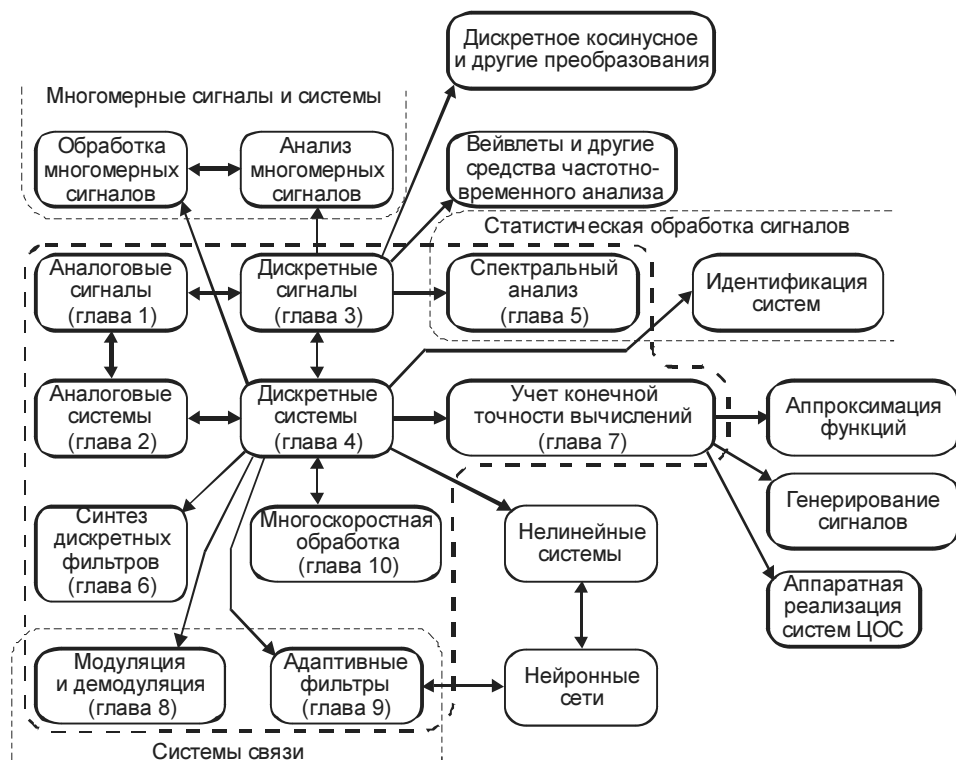 Дискретное косинусное
и другие преобразования
Многомерные сигналы и системы
Обработка
многомерных
сигналов
Анализ
многомерных
сигналов
Вейвлеты и другие
средства частотно-
временного анализа
Статистическая обработка сигналов
Аналоговые
сигналы
(глава 1)
Дискретные
сигналы
(глава 3)
Спектральный
анализ
(глава 5)
Идентификация
систем
Аналоговые
системы
(глава 2)
Дискретные
системы
(глава 4)
Учет конечной
точности вычислений
(глава 7)
Аппроксимация
функций
Синтез
дискретных
фильтров
(глава 6)
Многоскоростная
обработка
(глава 10)
Нелинейные
системы
Генерирование
сигналов
Аппаратная
реализация
систем ЦОС
Модуляция
и демодуляция
(глава 8)
Адаптивные
фильтры
(глава 9)
Нейронные
сети
Системы связи